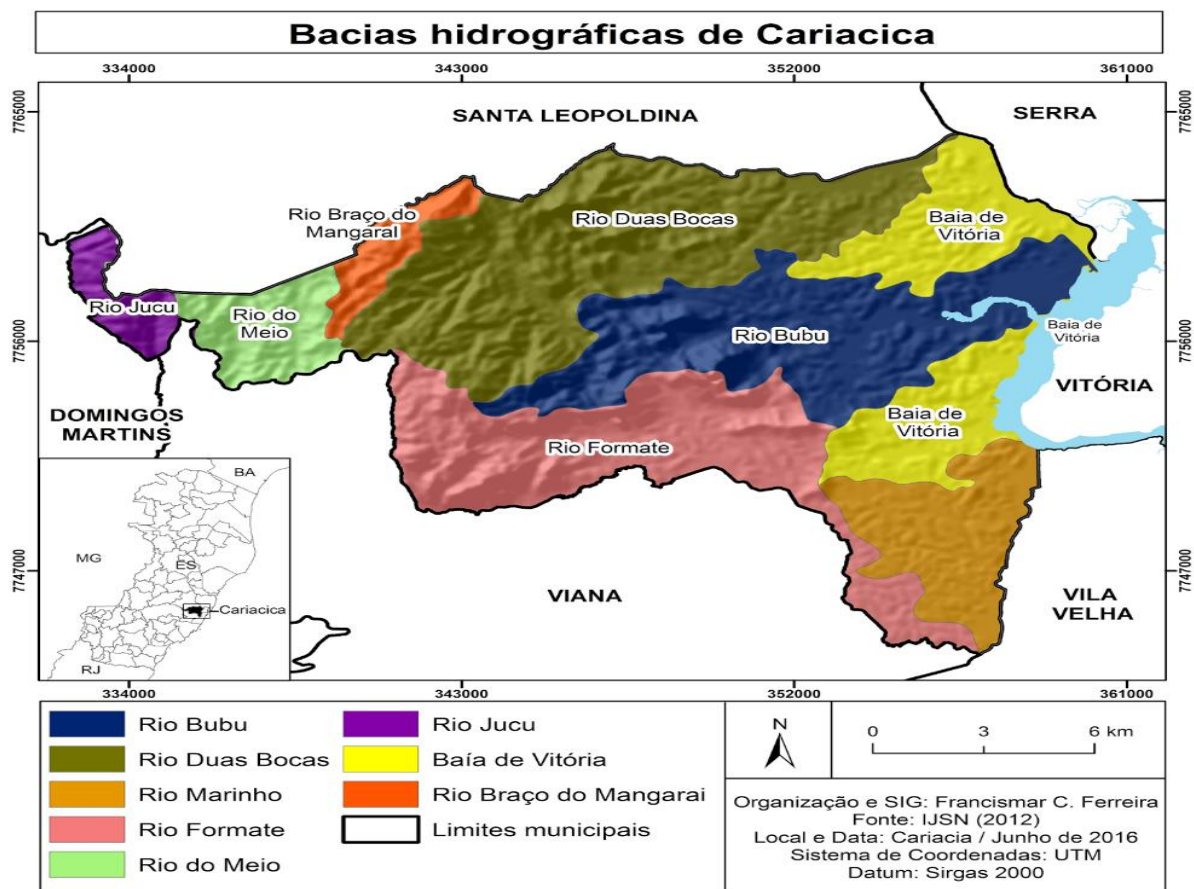 Bacias hidrográficas de Cariacica
334000
343000
352000
361000
7765000
7765000
SANTA LEOPOLDINA
SERRA
Rio Braço do
Mangaral
Rio Duas Bocas
Baia de
Vitória
Rio Jucu
Rio do
Meio
Rio Bubu
Baia de
Vitória
7756000
7756000
VITÓRIA
DOMINGOS
MARTINS
Baia de
Vitória
Rio Formate
BA
MG
ES
Cariacica
RJ
7747000
7747000
VIANA
VILA
VELHA
334000
343000
352000
361000
Rio Bubu
Rio Duas Bocas
Rio Marinho
Rio Formate
Rio do Meio
Rio Jucu
Baía de Vitória
Rio Braço do Mangarai
Limites municipais
N
0
3
6 km
Organização e SIG: Francismar C. Ferreira
Fonte: IJSN (2012)
Local e Data: Cariacia / Junho de 2016
Sistema de Coordenadas: UTM
Datum: Sirgas 2000